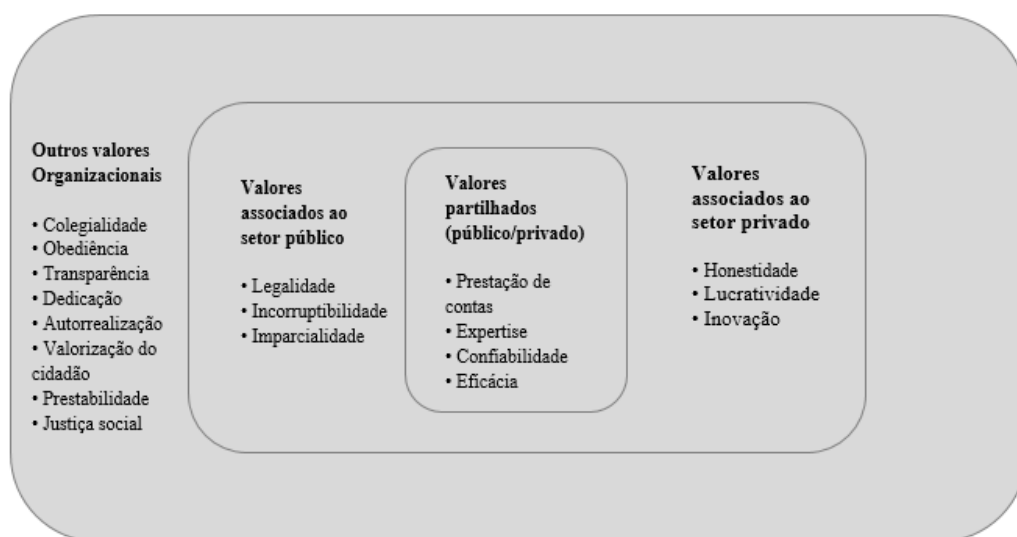 Outros valores
Organizacionais
• Colegialidade
• Obediência
• Transparência
• Dedicação
• Autorrealização
• Valorização do
cidadão
• Prestabilidade
• Justiça social
Valores
associados ao
setor público
• Legalidade
• Incorruptibilidade
• Imparcialidade
Valores
partilhados
(público/privado)
• Prestação de
contas
• Expertise
• Confiabilidade
• Eficácia
Valores
associados ao
setor privado
• Honestidade
• Lucratividade
• Inovação